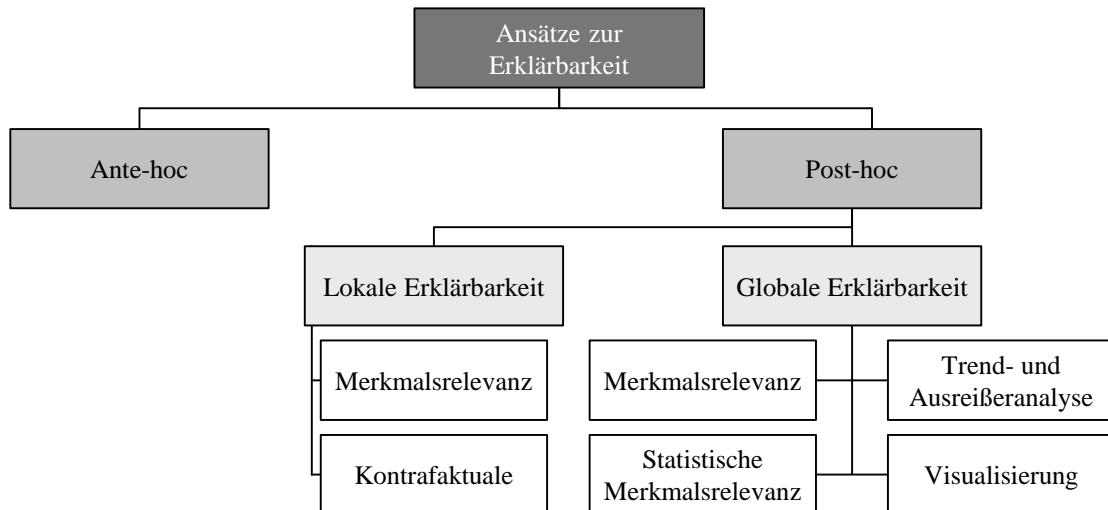 Ansätze zur
Erklärbarkeit
Ante-hoc
Post-hoc
Lokale Erklärbarkeit
Globale Erklärbarkeit
Merkmalsrelevanz
Merkmalsrelevanz
Trend- und
Ausreißeranalyse
Kontrafaktuale
Statistische
Merkmalsrelevanz
Visualisierung